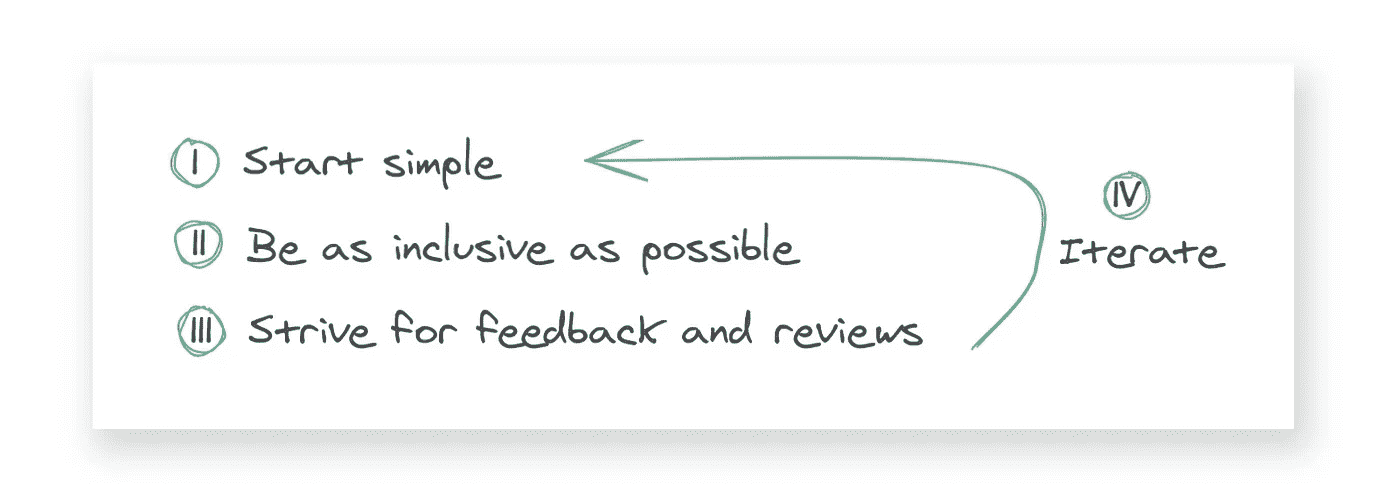 I Start simple
II Be as inclusive as possible
III Strive for feedback and reviews
IV
Iterate